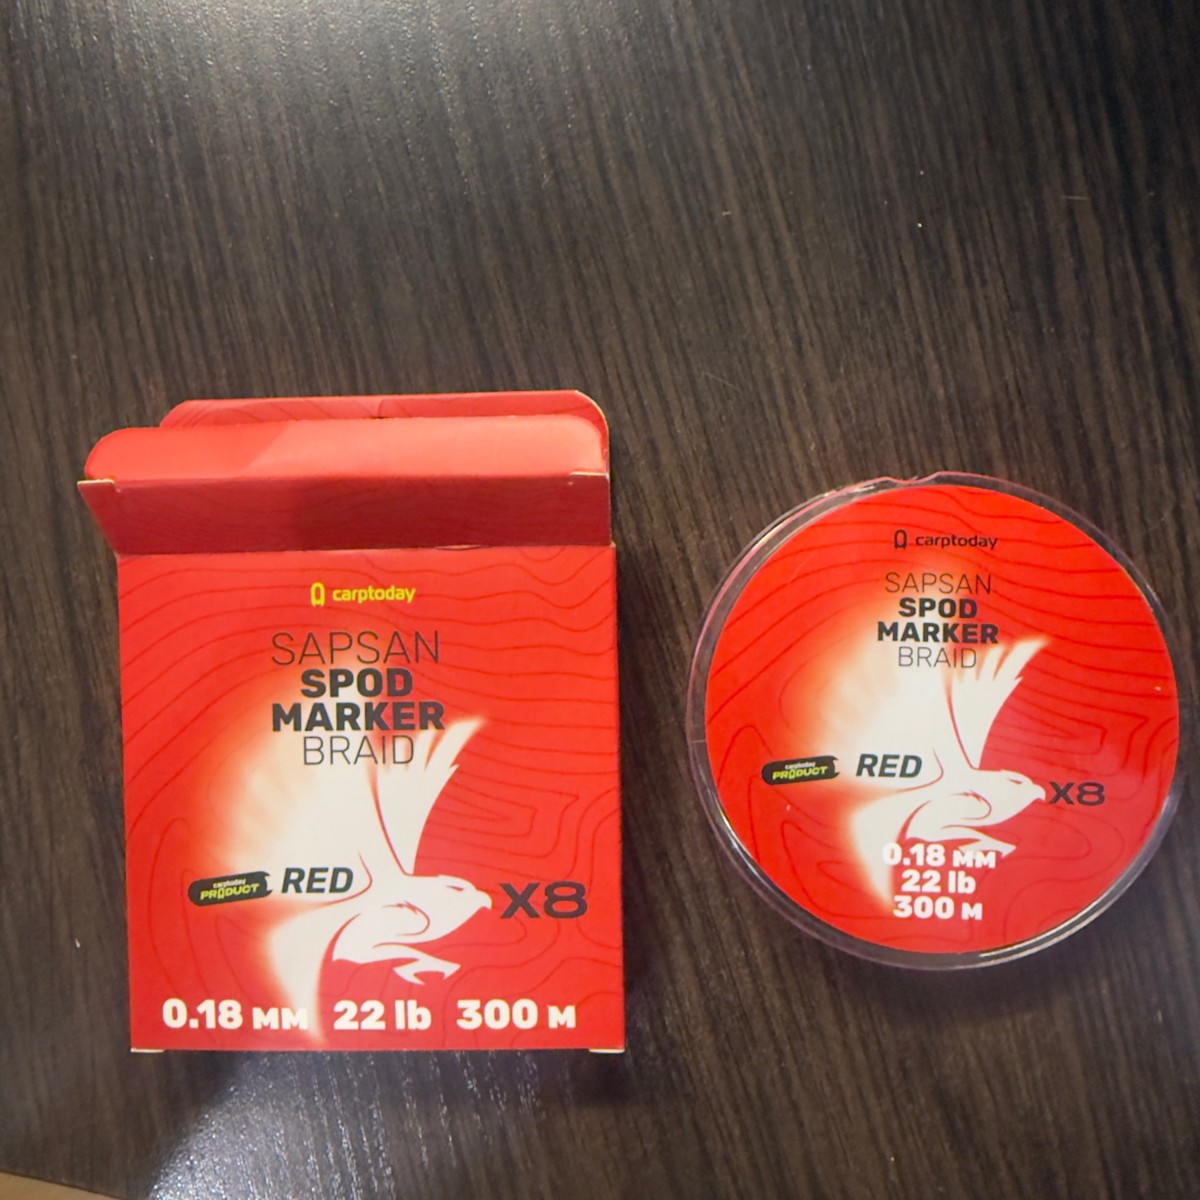 carptoday
SAPSAN
SPOD
MARKER
BRAID
carptoday
PRODUCT
RED
X8
0.18 мм 22 lb 300 м
carptoday
SAPSAN
SPOD
MARKER
BRAID
carptoday
PRODUCT
RED
X8
0.18 мм
22 lb
300 м